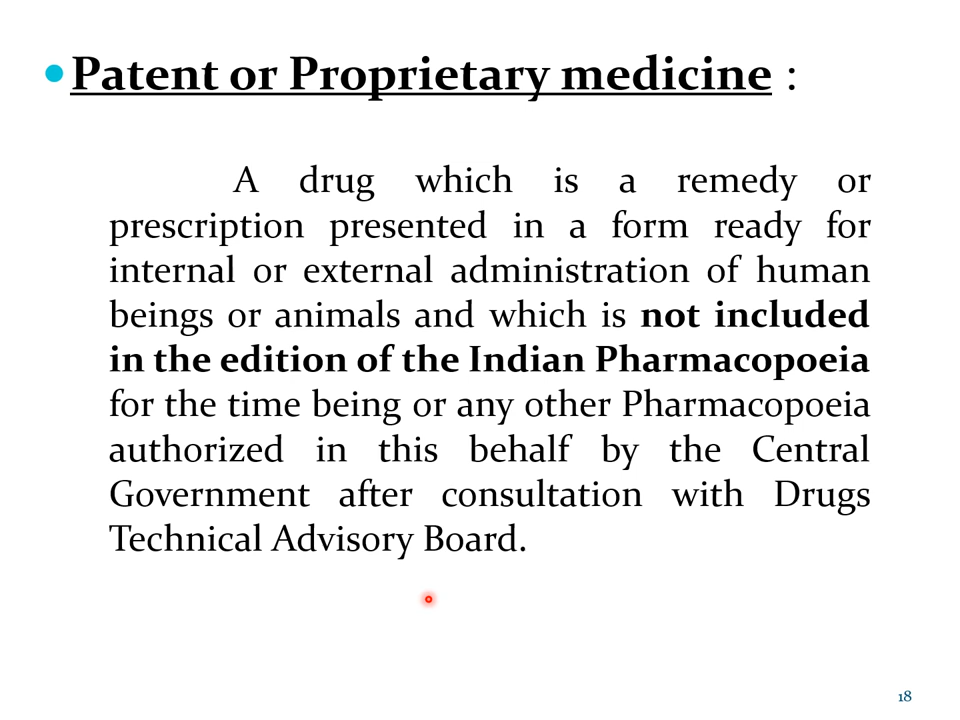 Patent or Proprietary medicine :
A drug which is a remedy or
prescription presented in a form ready for
internal or external administration of human
beings or animals and which is not included
in the edition of the Indian Pharmacopoeia
for the time being or any other Pharmacopoeia
authorized in this behalf by the Central
Government after consultation with Drugs
Technical Advisory Board.
18